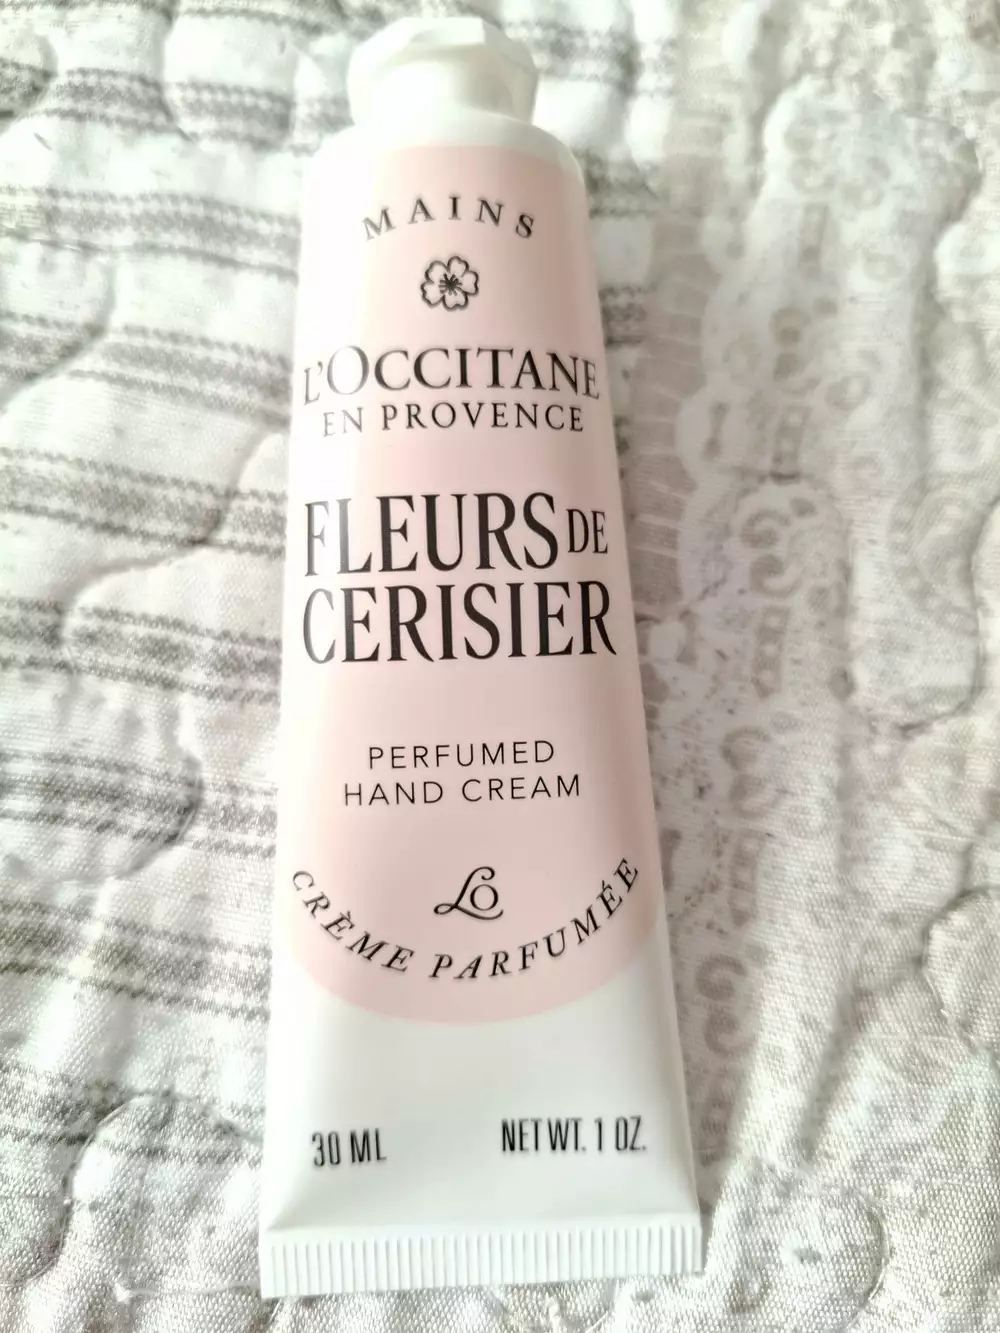 MAINS
L'OCCITANE
EN PROVENCE
FLEURS DE
CERISIER
PERFUMED
HAND CREAM
LO
CRÈME PARFUMÉE
30 ML NET WT. 1 OZ.